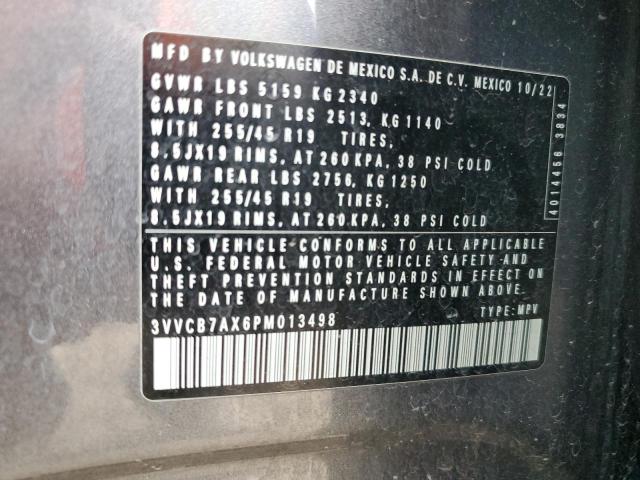 MFD BY VOLKSWAGEN DE MEXICO S.A. DE C.V. MEXICO 10/22
GVWR LBS 5159 KG 2340
GAWR FRONT LBS 2513, KG 1140
WITH 255/45 R19 TIRES,
8.5JX19 RIMS, AT 260 KPA, 38 PSI COLD
GAWR REAR LBS 2756, KG 1250
WITH 255/45 R19 TIRES,
8.5JX19 RIMS, AT 260 KPA, 38 PSI COLD
4014456 3834
THIS VEHICLE CONFORMS TO ALL APPLICABLE
U.S. FEDERAL MOTOR VEHICLE SAFETY AND
THEFT PREVENTION STANDARDS IN EFFECT ON
THE DATE OF MANUFACTURE SHOWN ABOVE
3VVCB7AX6PM013498 TYPE: MPV